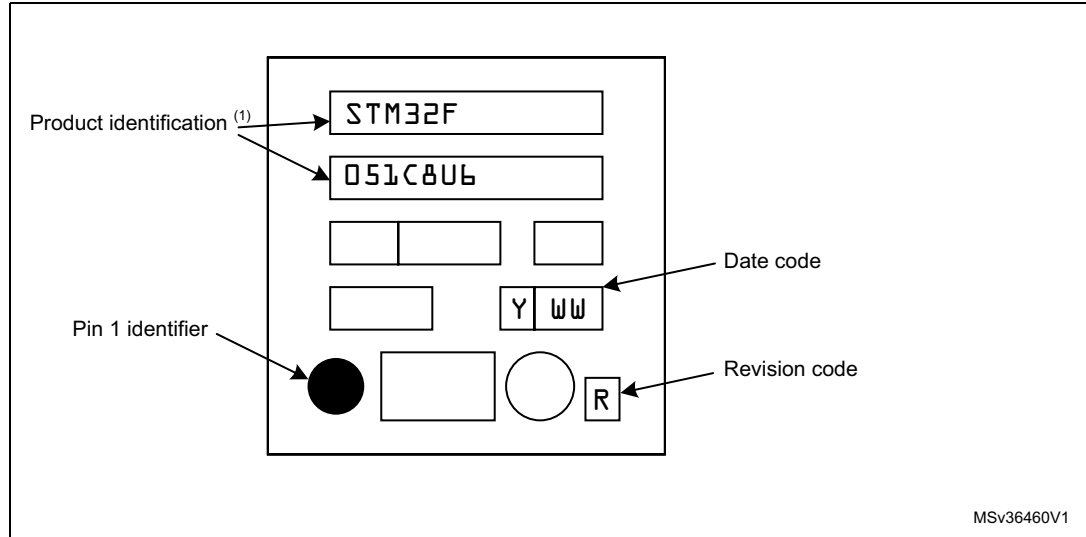 Product identification (1)
STM32F
051C8U6
Date code
Y WW
Pin 1 identifier
Revision code
R
MSv36460V1